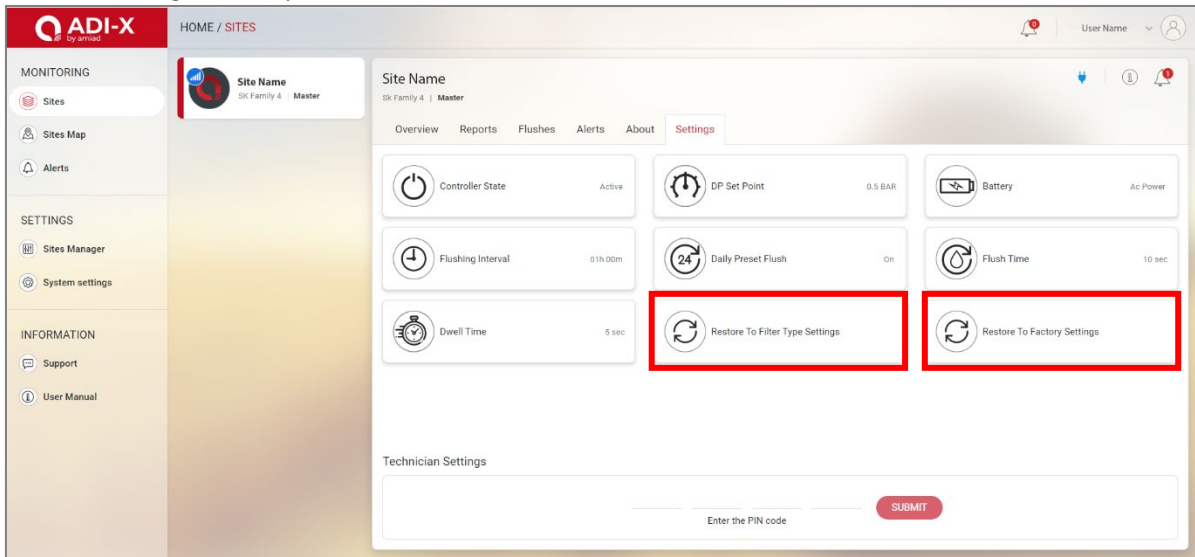 ADI-X
by amiad
HOME / SITES
0
User Name
MONITORING
Sites
Sites Map
Alerts
SETTINGS
Sites Manager
System settings
INFORMATION
Support
User Manual
Site Name
SK Family 4 | Master
Site Name
Sk Family 4 | Master
1
Overview Reports Flushes Alerts About Settings
Controller State Active
DP Set Point 0.5 BAR
Battery Ac Power
Flushing Interval 01h 00m
24 Daily Preset Flush On
Flush Time 10 sec
Dwell Time 5 sec
Restore To Filter Type Settings
Restore To Factory Settings
Technician Settings
Enter the PIN code
SUBMIT